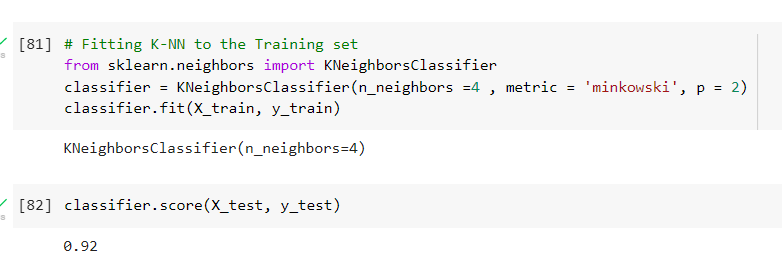 [81] # Fitting K-NN to the Training set
from sklearn.neighbors import KNeighborsClassifier
classifier = KNeighborsClassifier(n_neighbors =4 , metric = 'minkowski', p = 2)
classifier.fit(X_train, y_train)
KNeighborsClassifier(n_neighbors=4)
[82] classifier.score(X_test, y_test)
0.92